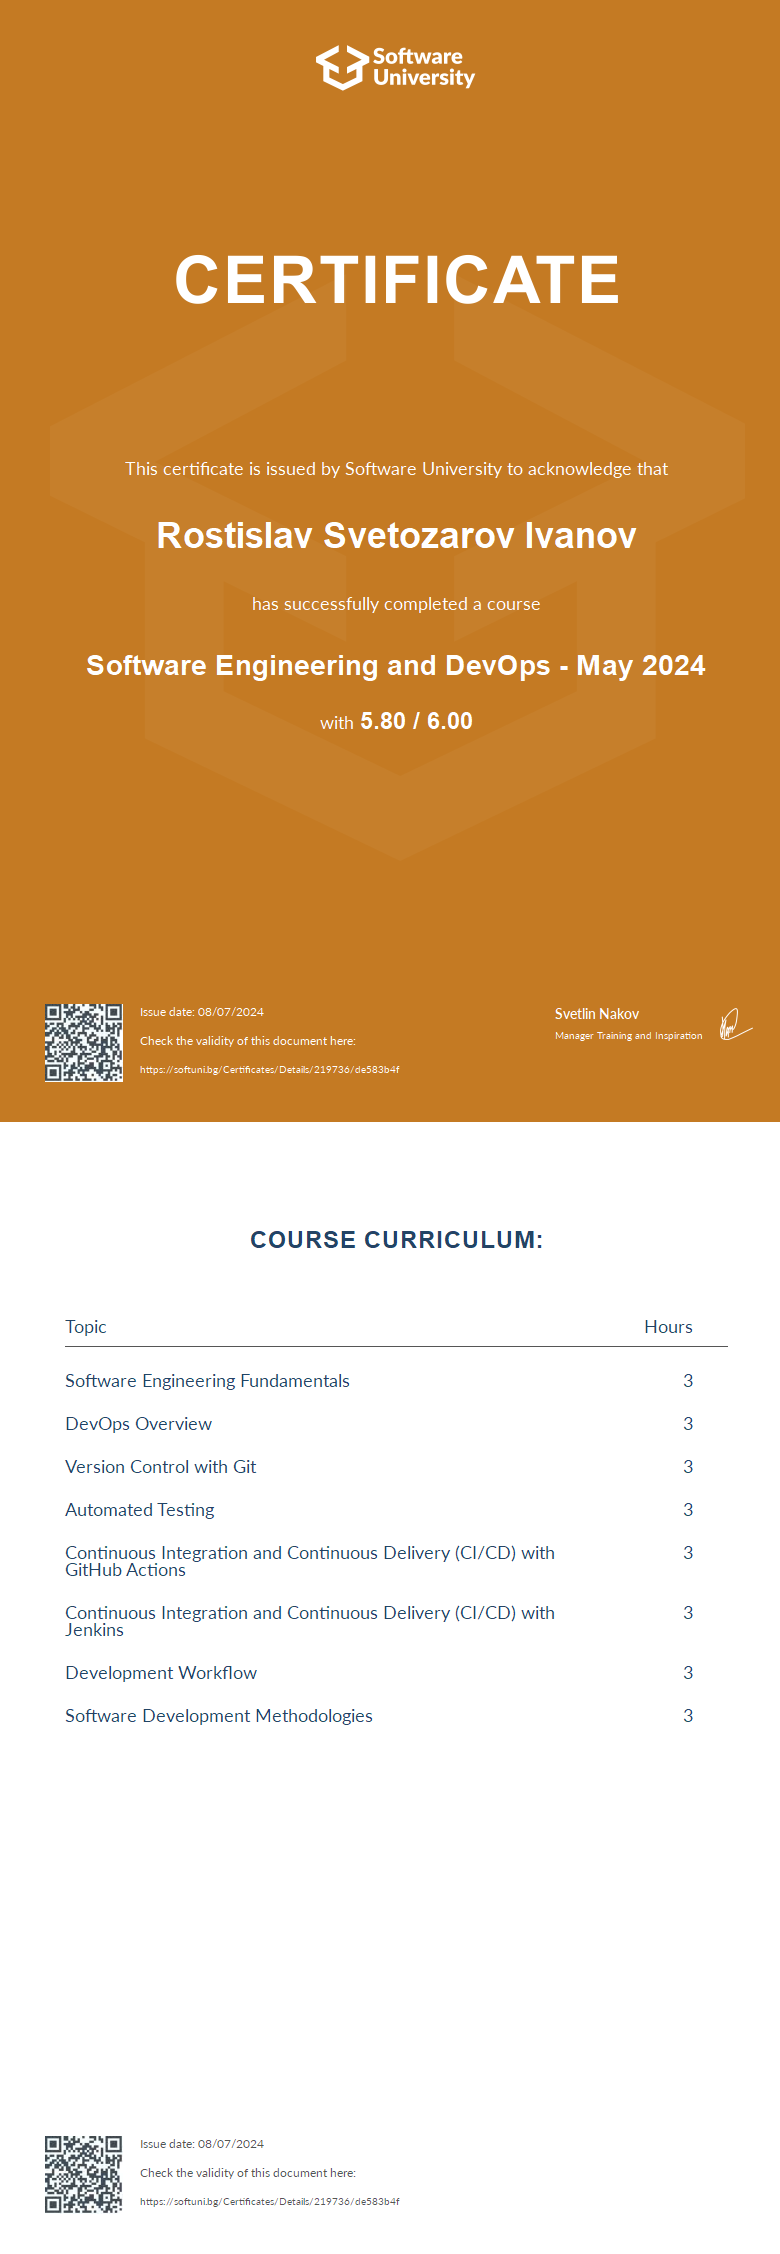 Software
University
CERTIFICATE
This certificate is issued by Software University to acknowledge that
Rostislav Svetozarov Ivanov
has successfully completed a course
Software Engineering and DevOps - May 2024
with 5.80 / 6.00
Issue date: 08/07/2024
Check the validity of this document here:
https://softuni.bg/Certificates/Details/219736/de583b4f
Svetlin Nakov
Manager Training and Inspiration
COURSE CURRICULUM:
Topic Hours
Software Engineering Fundamentals 3
DevOps Overview 3
Version Control with Git 3
Automated Testing 3
Continuous Integration and Continuous Delivery (CI/CD) with 3
GitHub Actions
Continuous Integration and Continuous Delivery (CI/CD) with 3
Jenkins
Development Workflow 3
Software Development Methodologies 3
Issue date: 08/07/2024
Check the validity of this document here:
https://softuni.bg/Certificates/Details/219736/de583b4f